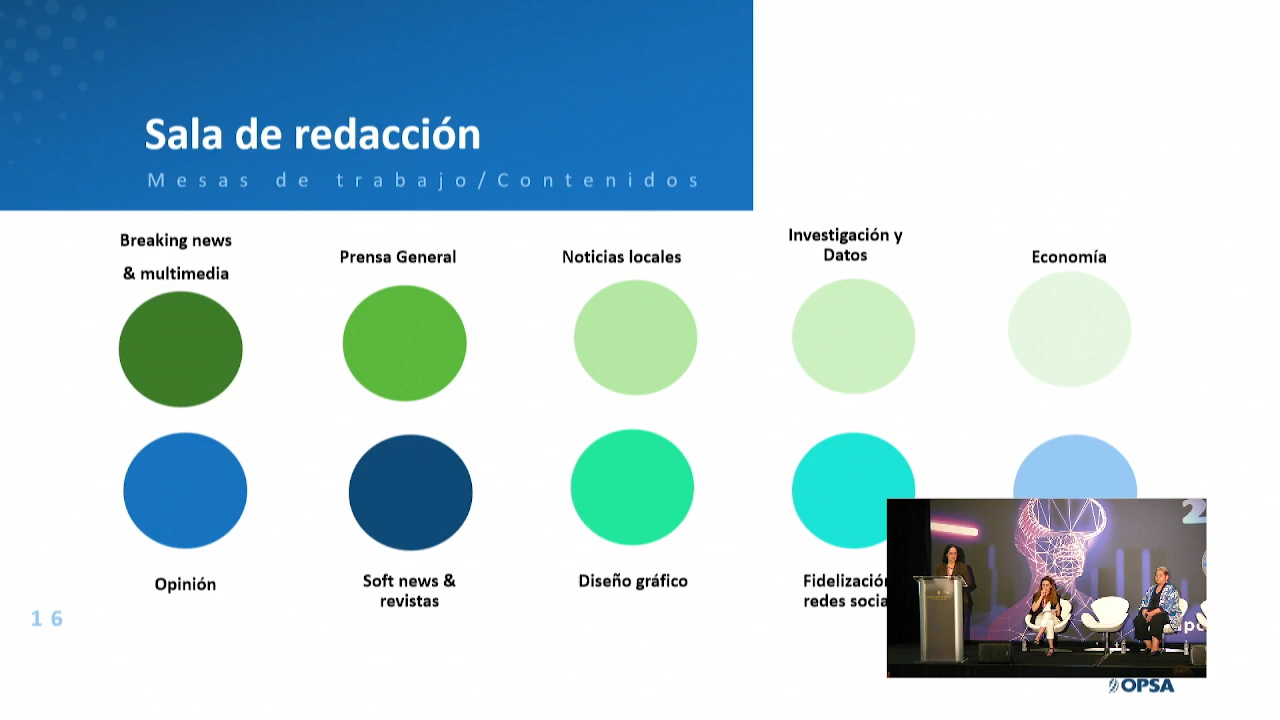 Sala de redacción
Mesas de trabajo/Contenidos
Breaking news
& multimedia
Prensa General
Noticias locales
Investigación y
Datos
Economía
Opinión
Soft news &
revistas
Diseño gráfico
redes
16
OPSA